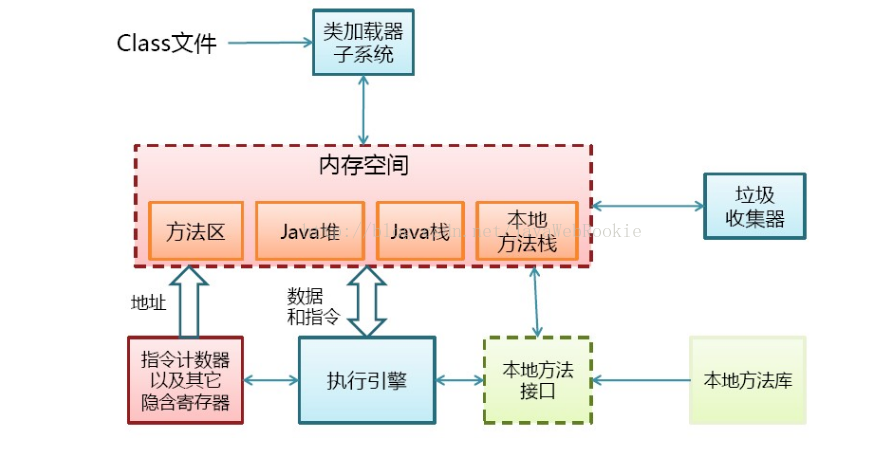 Class文件
类加载器
子系统
内存空间
方法区
Java堆
Java栈
本地
方法栈
垃圾
收集器
地址
数据
和指令
指令计数器
以及其它
隐含寄存器
执行引擎
本地方法
接口
本地方法库